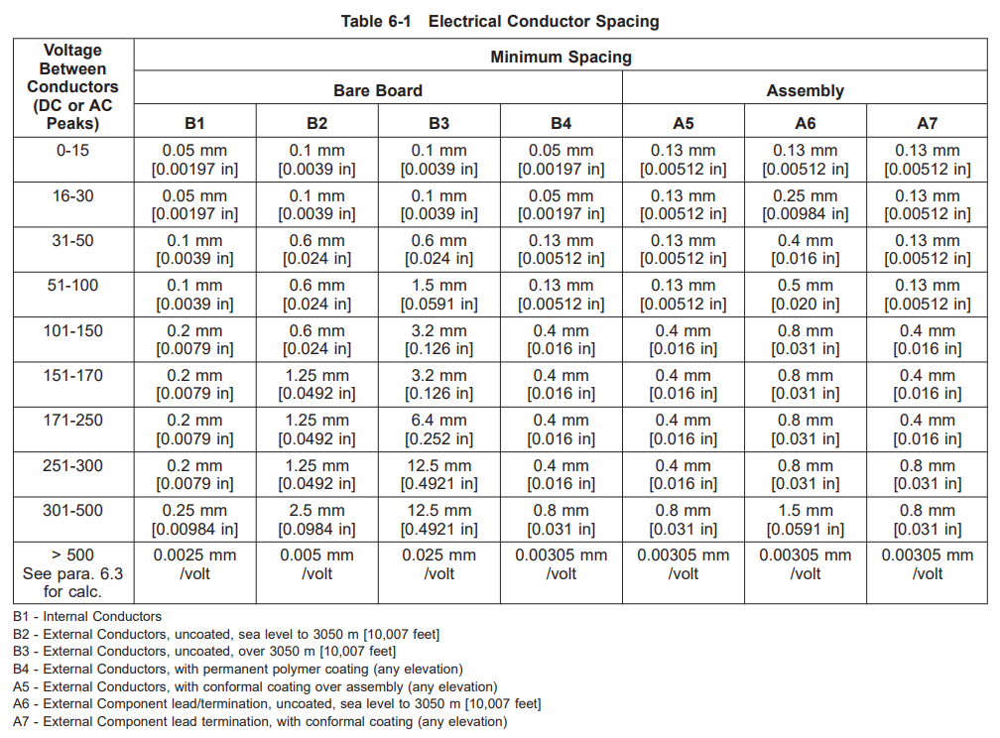 Table 6-1 Electrical Conductor Spacing
Voltage Between Conductors (DC or AC Peaks) Minimum Spacing
Bare Board Assembly
B1 B2 B3 B4 A5 A6 A7
0-15 0.05 mm [0.00197 in] 0.1 mm [0.0039 in] 0.1 mm [0.0039 in] 0.05 mm [0.00197 in] 0.13 mm [0.00512 in] 0.13 mm [0.00512 in] 0.13 mm [0.00512 in]
16-30 0.05 mm [0.00197 in] 0.1 mm [0.0039 in] 0.1 mm [0.0039 in] 0.05 mm [0.00197 in] 0.13 mm [0.00512 in] 0.25 mm [0.00984 in] 0.13 mm [0.00512 in]
31-50 0.1 mm [0.0039 in] 0.6 mm [0.024 in] 0.6 mm [0.024 in] 0.13 mm [0.00512 in] 0.13 mm [0.00512 in] 0.4 mm [0.016 in] 0.13 mm [0.00512 in]
51-100 0.1 mm [0.0039 in] 0.6 mm [0.024 in] 1.5 mm [0.0591 in] 0.13 mm [0.00512 in] 0.13 mm [0.00512 in] 0.5 mm [0.020 in] 0.13 mm [0.00512 in]
101-150 0.2 mm [0.0079 in] 0.6 mm [0.024 in] 3.2 mm [0.126 in] 0.4 mm [0.016 in] 0.4 mm [0.016 in] 0.8 mm [0.031 in] 0.4 mm [0.016 in]
151-170 0.2 mm [0.0079 in] 1.25 mm [0.0492 in] 3.2 mm [0.126 in] 0.4 mm [0.016 in] 0.4 mm [0.016 in] 0.8 mm [0.031 in] 0.4 mm [0.016 in]
171-250 0.2 mm [0.0079 in] 1.25 mm [0.0492 in] 6.4 mm [0.252 in] 0.4 mm [0.016 in] 0.4 mm [0.016 in] 0.8 mm [0.031 in] 0.4 mm [0.016 in]
251-300 0.2 mm [0.0079 in] 1.25 mm [0.0492 in] 12.5 mm [0.4921 in] 0.4 mm [0.016 in] 0.4 mm [0.016 in] 0.8 mm [0.031 in] 0.8 mm [0.031 in]
301-500 0.25 mm [0.00984 in] 2.5 mm [0.0984 in] 12.5 mm [0.4921 in] 0.8 mm [0.031 in] 0.8 mm [0.031 in] 1.5 mm [0.0591 in] 0.8 mm [0.031 in]
> 500 See para. 6.3 for calc. 0.0025 mm /volt 0.005 mm /volt 0.025 mm /volt 0.00305 mm /volt 0.00305 mm /volt 0.00305 mm /volt 0.00305 mm /volt
B1 - Internal Conductors
B2 - External Conductors, uncoated, sea level to 3050 m [10,007 feet]
B3 - External Conductors, uncoated, over 3050 m [10,007 feet]
B4 - External Conductors, with permanent polymer coating (any elevation)
A5 - External Conductors, with conformal coating over assembly (any elevation)
A6 - External Component lead/termination, uncoated, sea level to 3050 m [10,007 feet]
A7 - External Component lead termination, with conformal coating (any elevation)